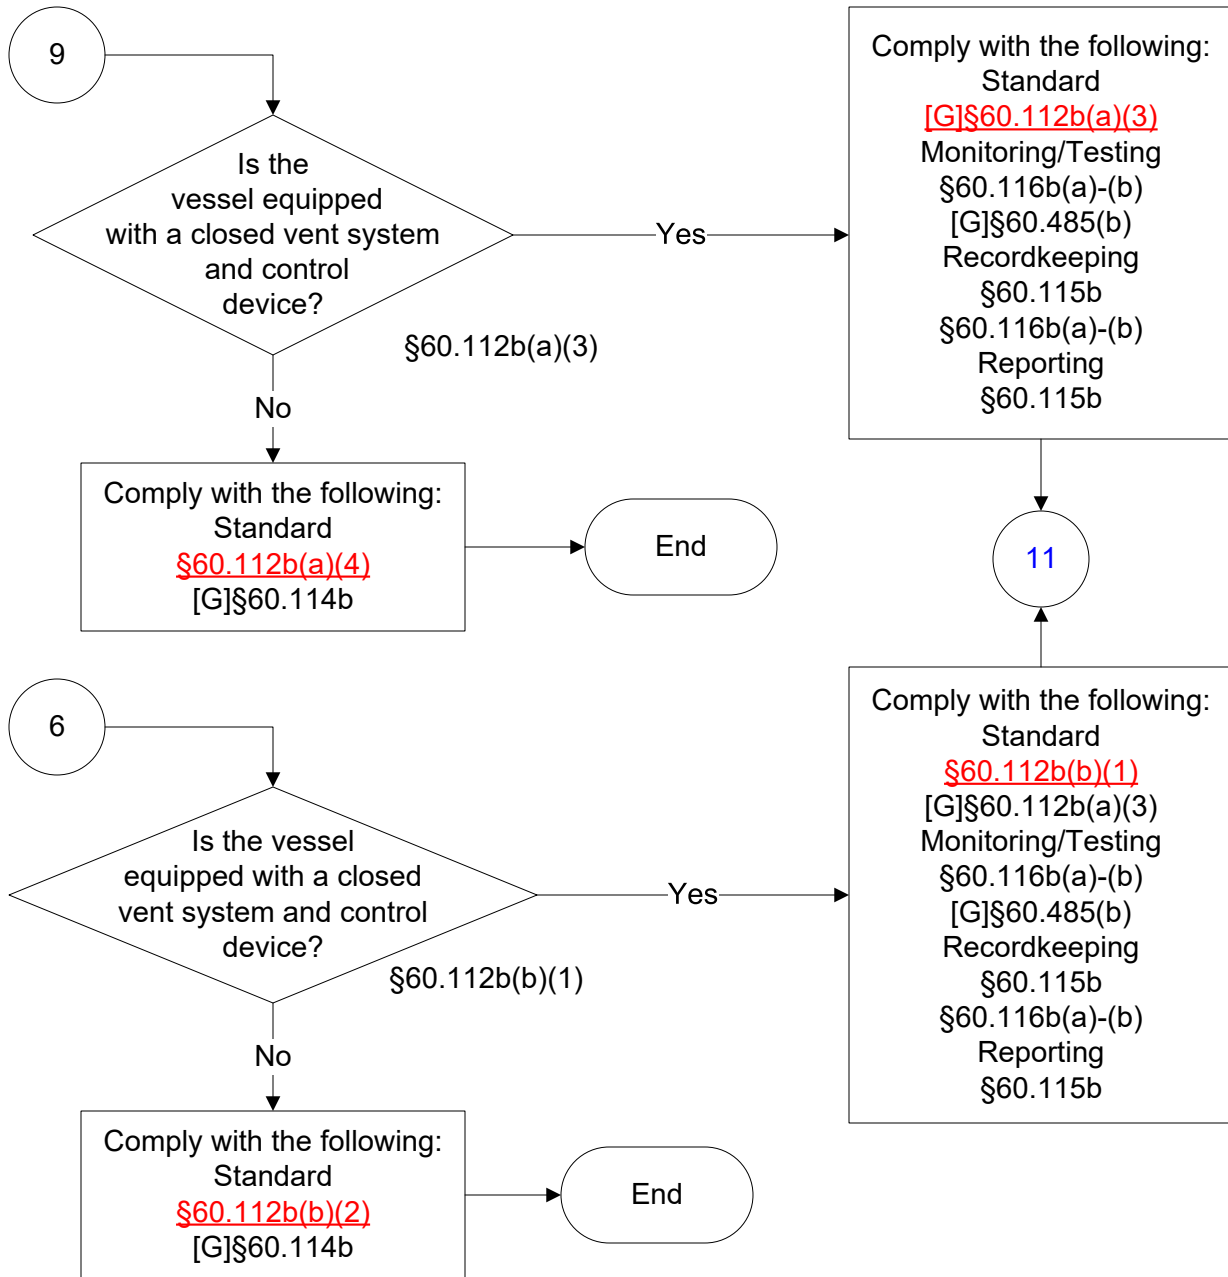 9
Is the
vessel equipped
with a closed vent system
and control
device?
§60.112b(a)(3)
Yes
No
Comply with the following:
Standard
[G]§60.112b(a)(3)
Monitoring/Testing
§60.116b(a)-(b)
[G]§60.485(b)
Recordkeeping
§60.115b
§60.116b(a)-(b)
Reporting
§60.115b
Comply with the following:
Standard
§60.112b(a)(4)
[G]§60.114b
End
11
6
Is the vessel
equipped with a closed
vent system and control
device?
§60.112b(b)(1)
Yes
No
Comply with the following:
Standard
§60.112b(b)(1)
[G]§60.112b(a)(3)
Monitoring/Testing
§60.116b(a)-(b)
[G]§60.485(b)
Recordkeeping
§60.115b
§60.116b(a)-(b)
Reporting
§60.115b
Comply with the following:
Standard
§60.112b(b)(2)
[G]§60.114b
End